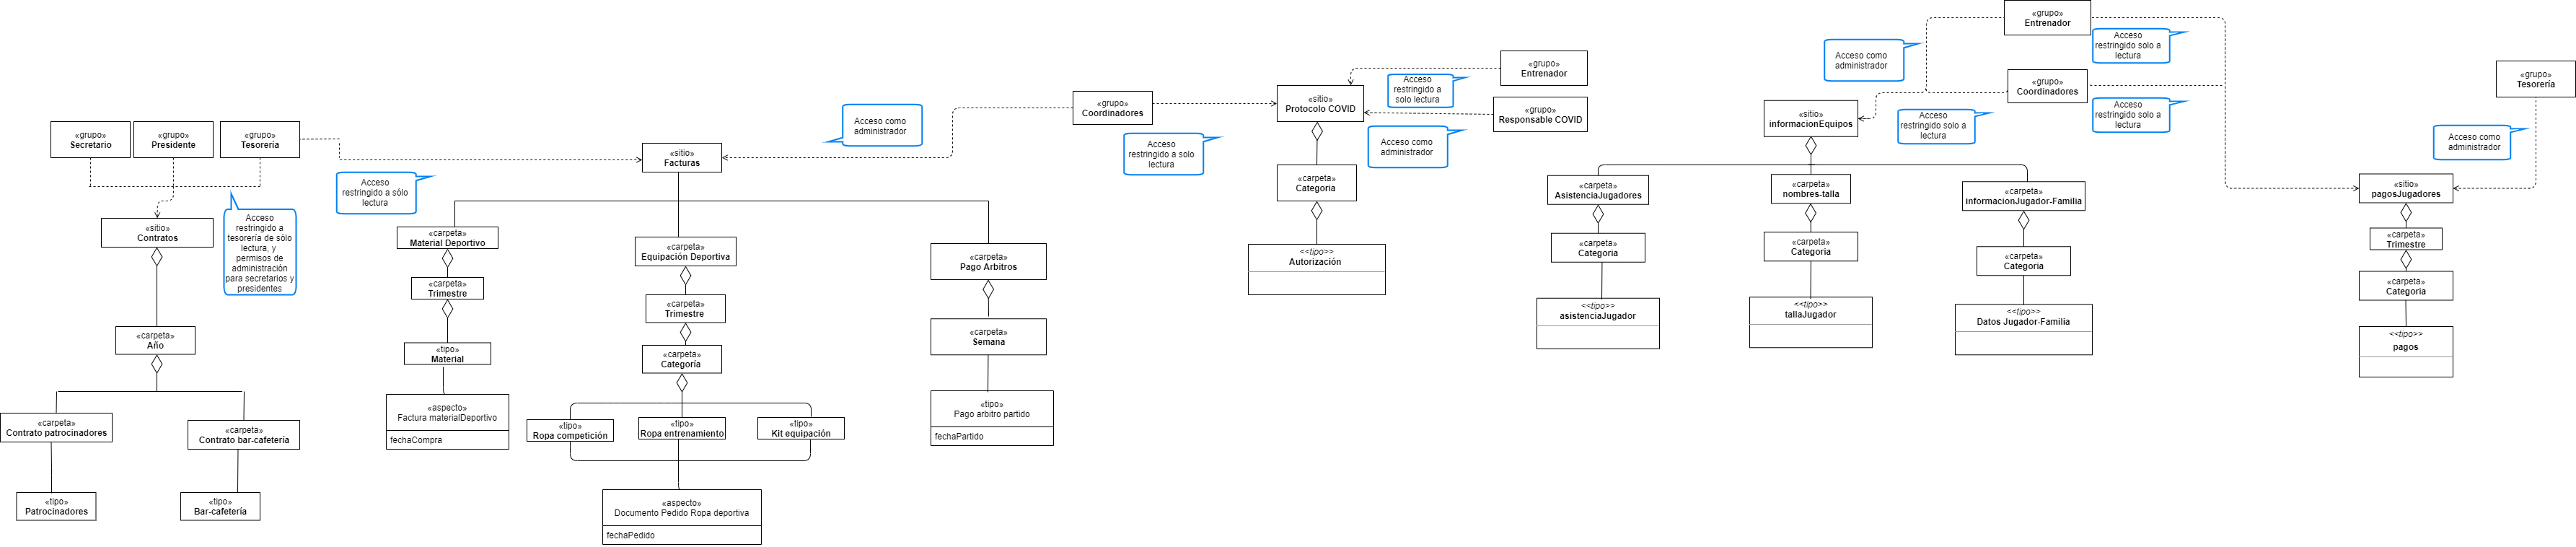 «grupo»
Secretario
«grupo»
Presidente
«grupo»
Tesorería
Acceso
restringido a
tesorería de sólo
lectura, y
permisos de
administración
para secretarios y
presidentes
«sitio»
Contratos
«carpeta»
Año
«carpeta»
Contrato patrocinadores
«carpeta»
Contrato bar-cafetería
«tipo»
Patrocinadores
«tipo»
Bar-cafetería
Acceso
restringido a sólo
lectura
«sitio»
Facturas
Acceso como
administrador
«carpeta»
Material Deportivo
«carpeta»
Trimestre
«tipo»
Material
«aspecto»
Factura materialDeportivo
fechaCompra
«carpeta»
Equipación Deportiva
«carpeta»
Trimestre
«carpeta»
Categoría
«tipo»
Ropa competición
«tipo»
Ropa entrenamiento
«tipo»
Kit equipación
«aspecto»
Documento Pedido Ropa deportiva
fechaPedido
«carpeta»
Pago Arbitros
«carpeta»
Semana
«tipo»
Pago arbitro partido
fechaPartido
«grupo»
Coordinadores
Acceso
restringido a solo
lectura
«sitio»
Protocolo COVID
Acceso
restringido a
solo lectura
«grupo»
Entrenador
«grupo»
Responsable COVID
Acceso como
administrador
«carpeta»
Categoria
<<tipo>>
Autorización
«grupo»
Entrenador
Acceso como
administrador
Acceso
restringido solo a
lectura
«grupo»
Coordinadores
Acceso
restringido solo a
lectura
Acceso
restringido solo a
lectura
«sitio»
informacionEquipos
«carpeta»
AsistenciaJugadores
«carpeta»
Categoria
<<tipo>>
asistenciaJugador
«carpeta»
nombres-talla
«carpeta»
Categoria
<<tipo>>
tallaJugador
«carpeta»
informacionJugador-Familia
«carpeta»
Categoria
<<tipo>>
Datos Jugador-Familia
«grupo»
Tesorería
Acceso como
administrador
«sitio»
pagosJugadores
«carpeta»
Trimestre
«carpeta»
Categoria
<<tipo>>
pagos